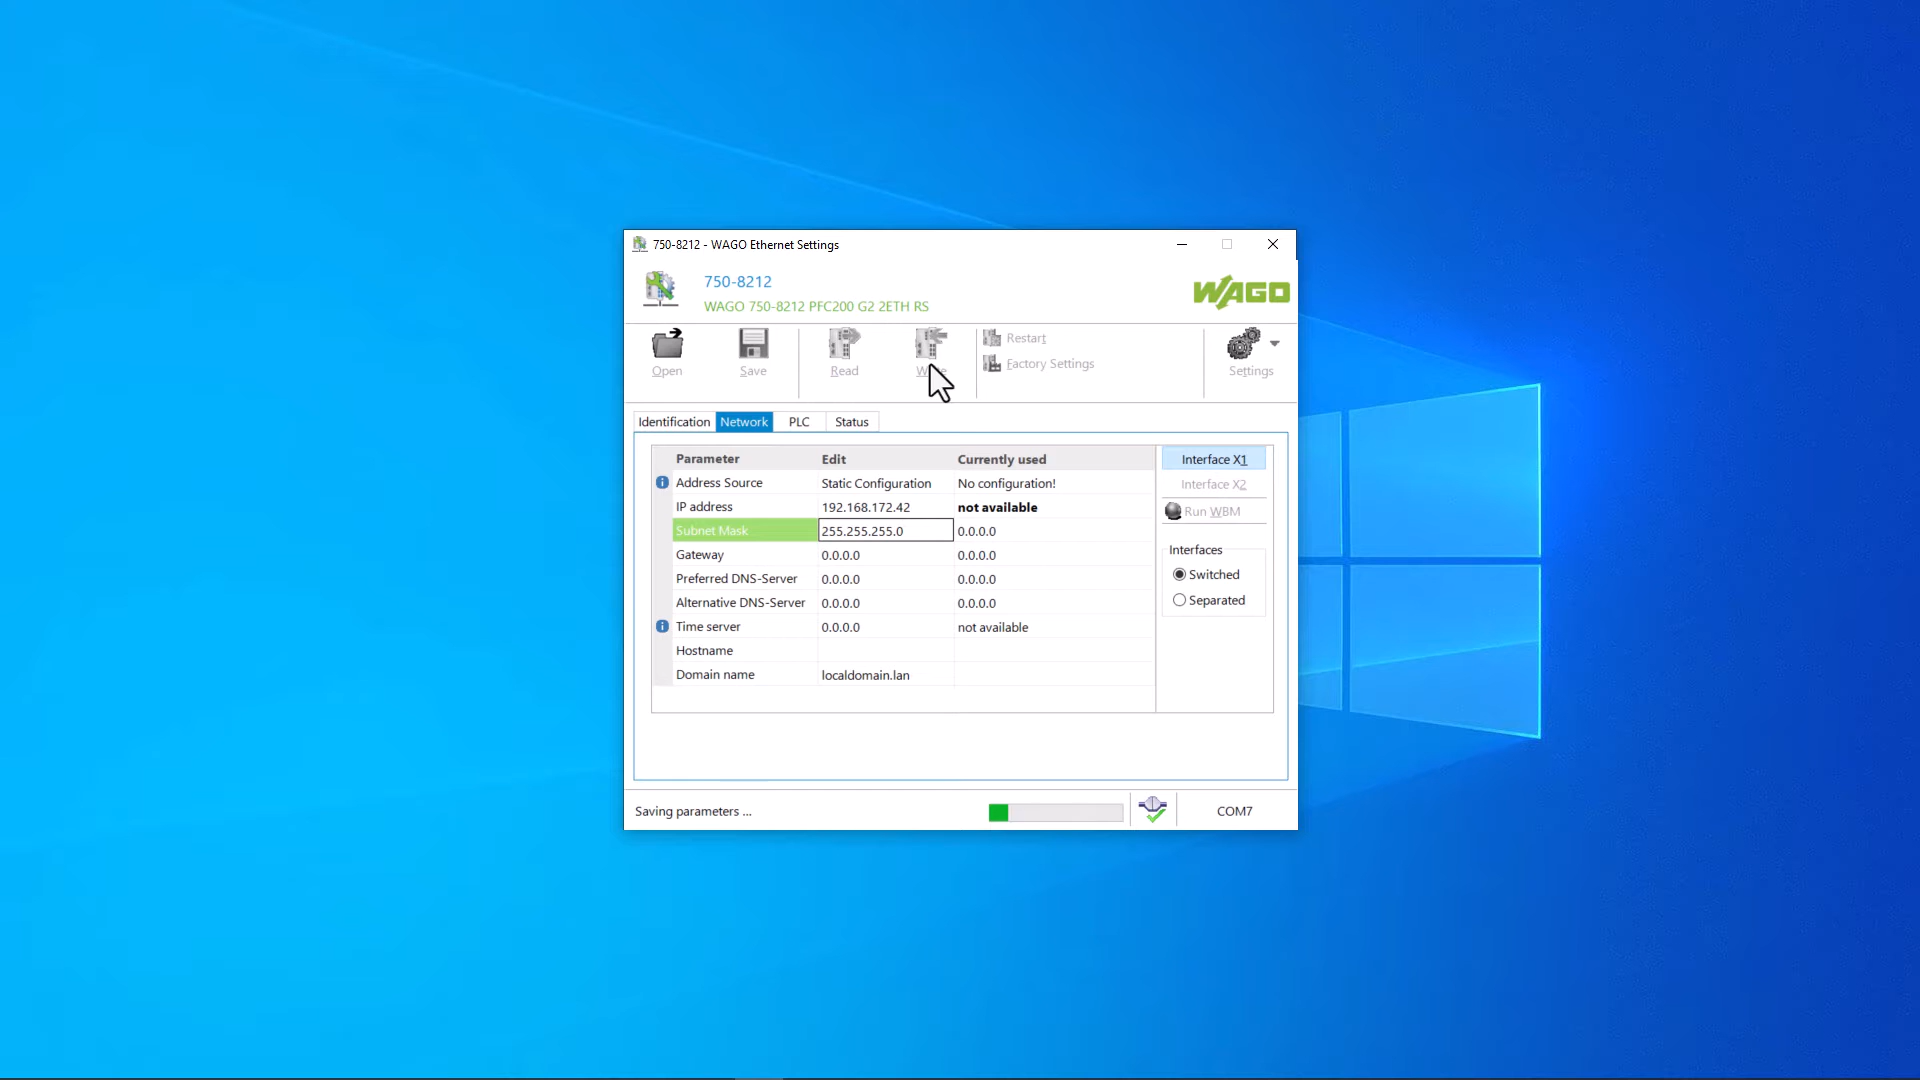 750-8212 - WAGO Ethernet Settings
750-8212
WAGO 750-8212 PFC200 G2 2ETH RS
WAGO
Open
Save
Read
Restart
Factory Settings
Settings
Identification
Network
PLC
Status
Parameter Edit Currently used
Address Source Static Configuration No configuration!
IP address 192.168.172.42 not available
Subnet Mask 255.255.255.0 0.0.0.0
Gateway 0.0.0.0 0.0.0.0
Preferred DNS-Server 0.0.0.0 0.0.0.0
Alternative DNS-Server 0.0.0.0 0.0.0.0
Time server 0.0.0.0 not available
Hostname
Domain name localdomain.lan
Interface X1
Interface X2
Run WBM
Interfaces
Switched
Separated
Saving parameters ...
COM7